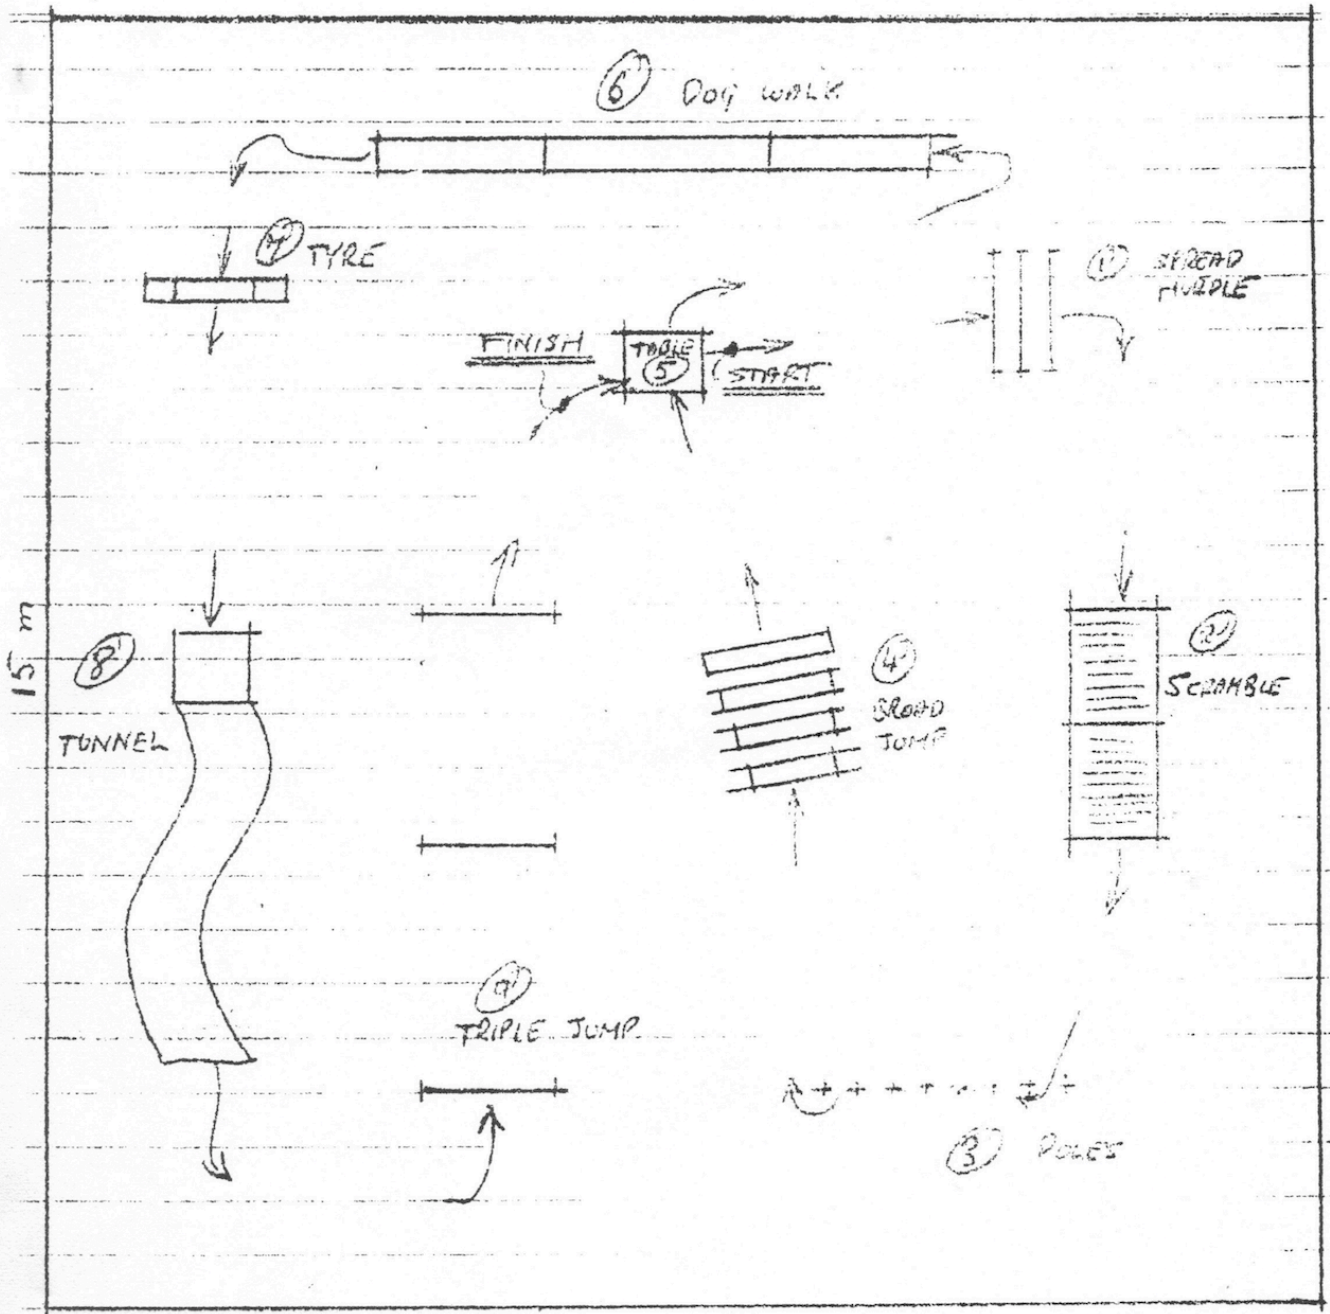 6 DOG WALK
7 TYRE
1 SPREAD
HURDLE
FINISH
TABLE
5
START
15 m
8
TUNNEL
4
BROAD
JUMP
2
SCRAMBLE
9
TRIPLE JUMP
3 POLES